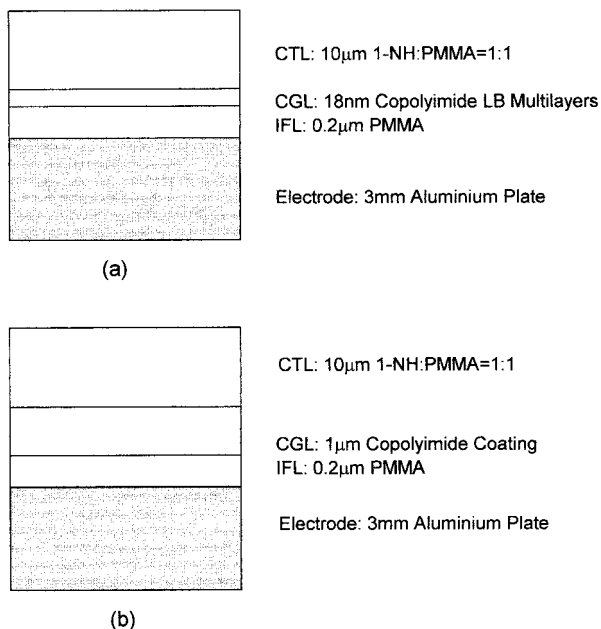 CTL: 10μm 1-NH:PMMA=1:1
CGL: 18nm Copolyimide LB Multilayers
IFL: 0.2μm PMMA
Electrode: 3mm Aluminium Plate
(a)
CTL: 10μm 1-NH:PMMA=1:1
CGL: 1μm Copolyimide Coating
IFL: 0.2μm PMMA
Electrode: 3mm Aluminium Plate
(b)